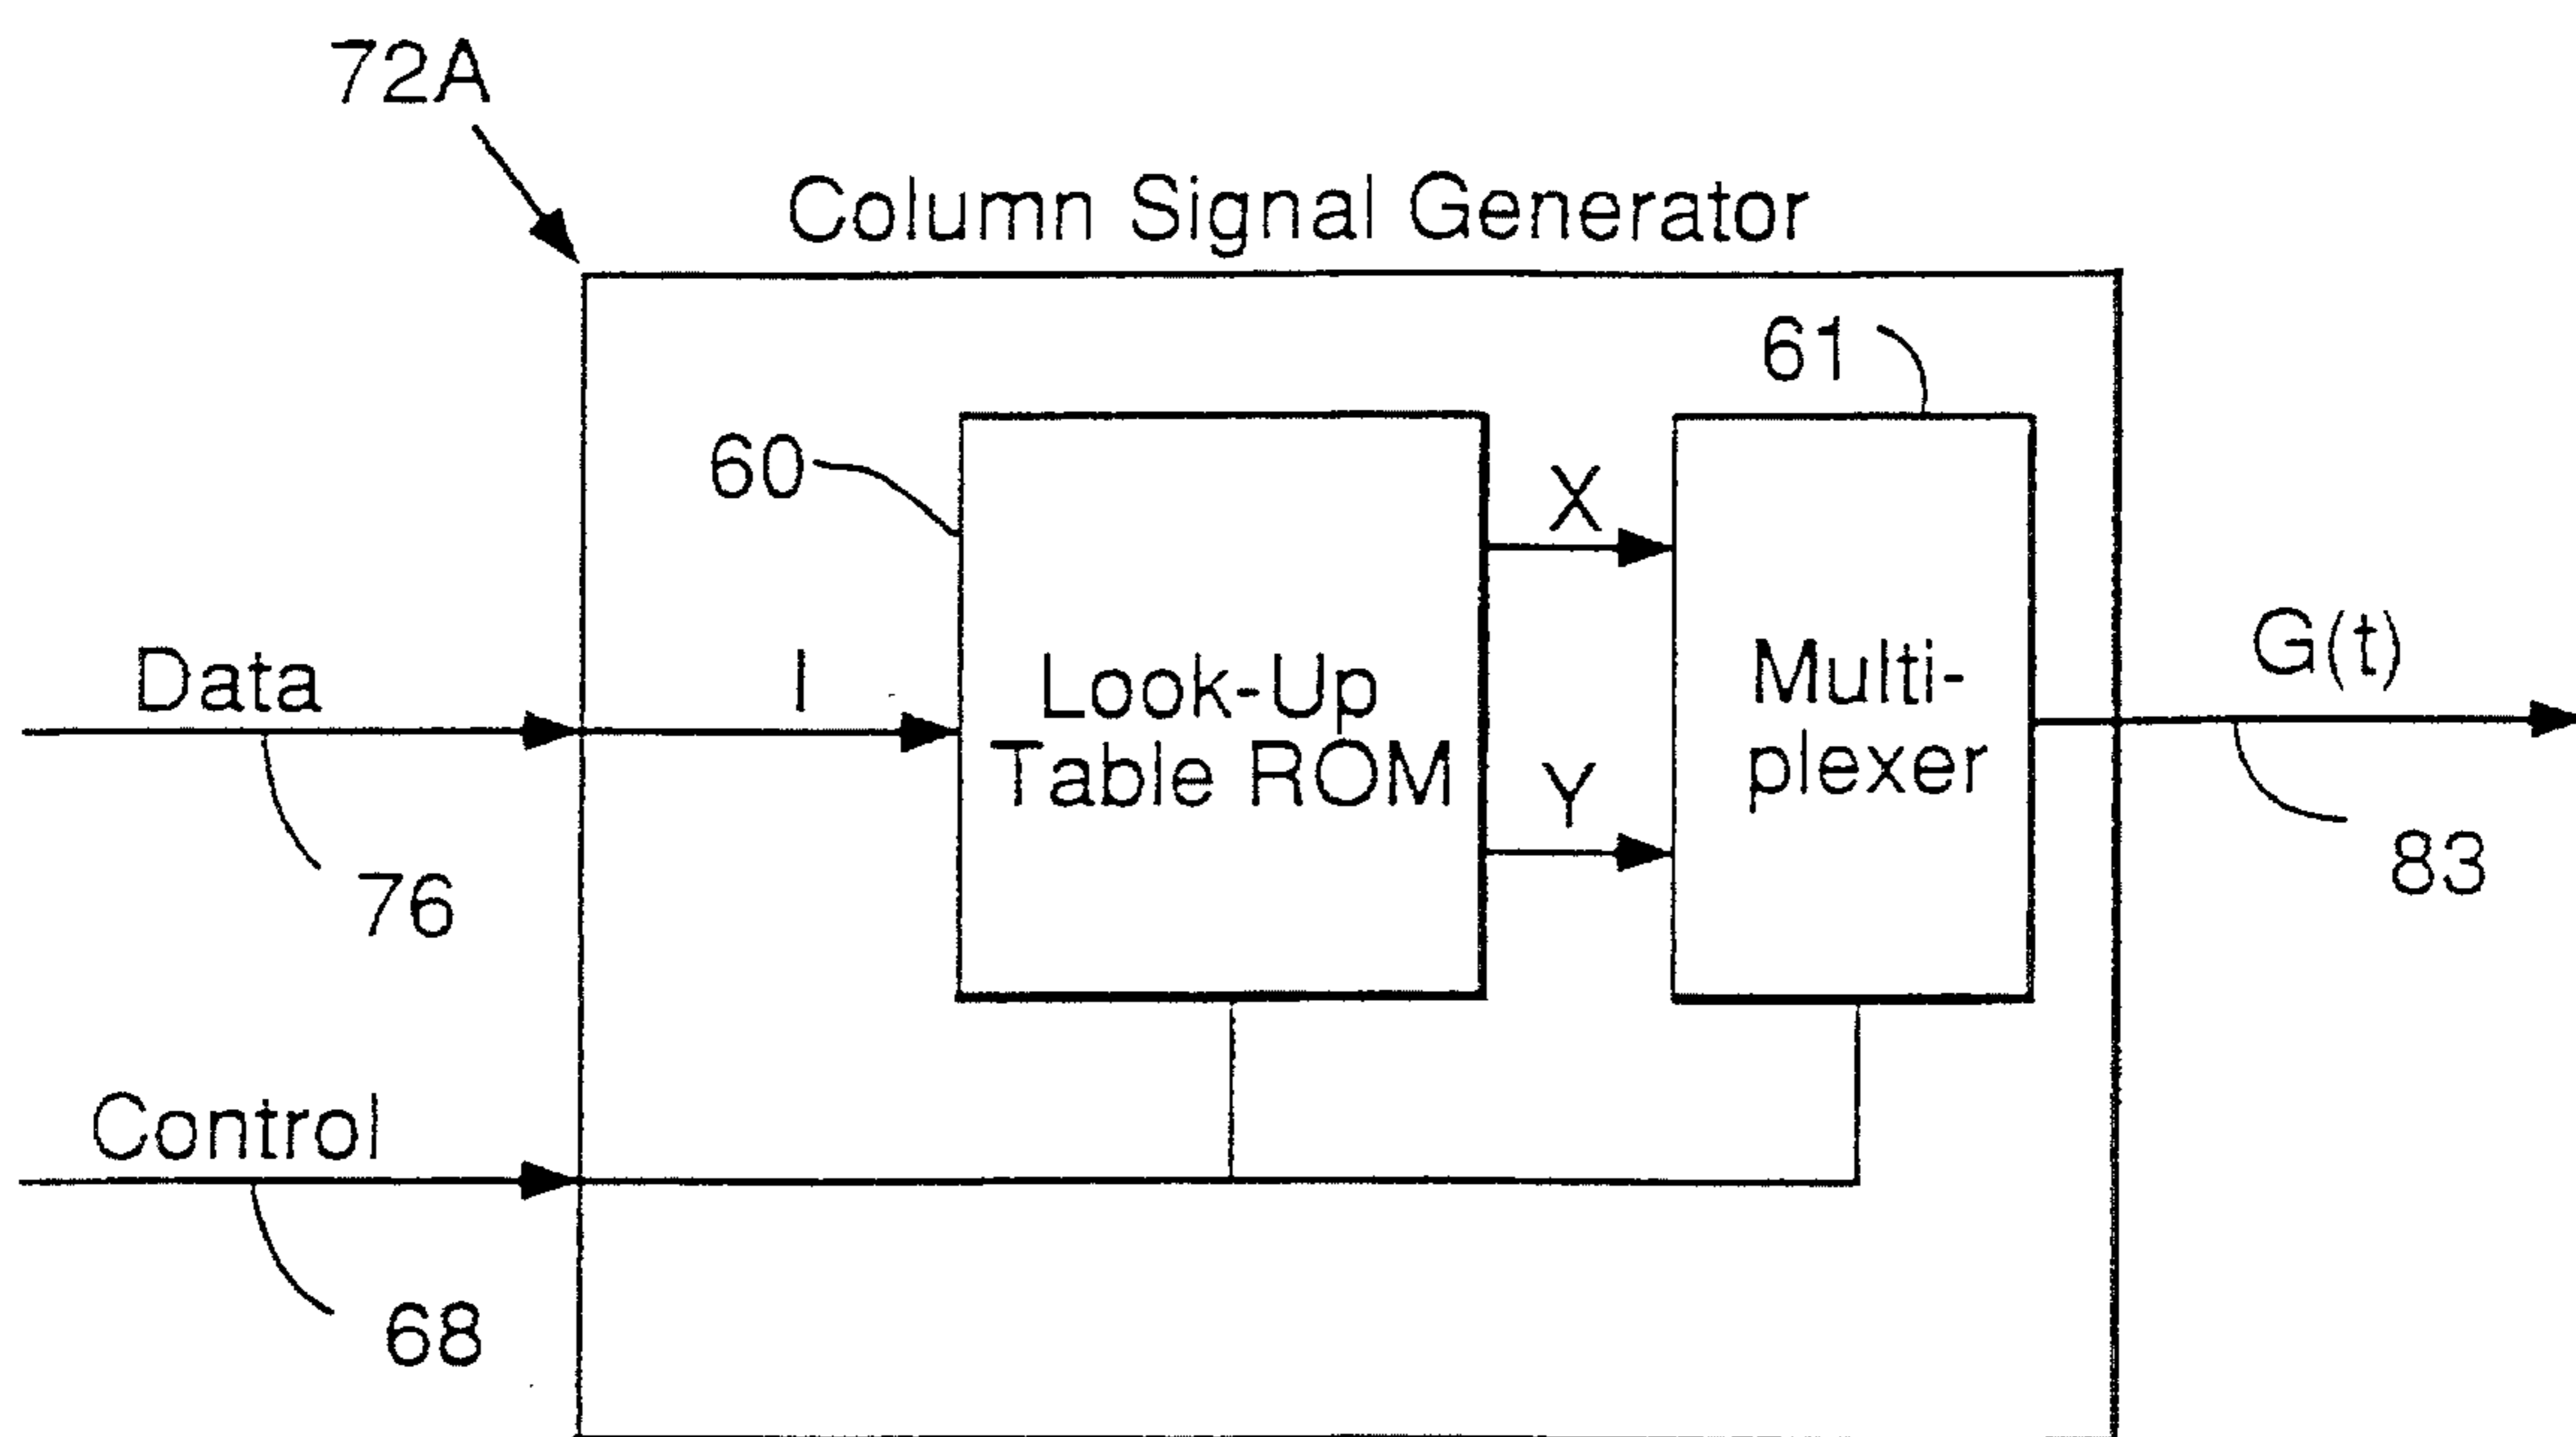 72A
Column Signal Generator
61
60
X
Data
I
Look-Up
Table ROM
Y
Multi-
plexer
G(t)
76
83
Control
68